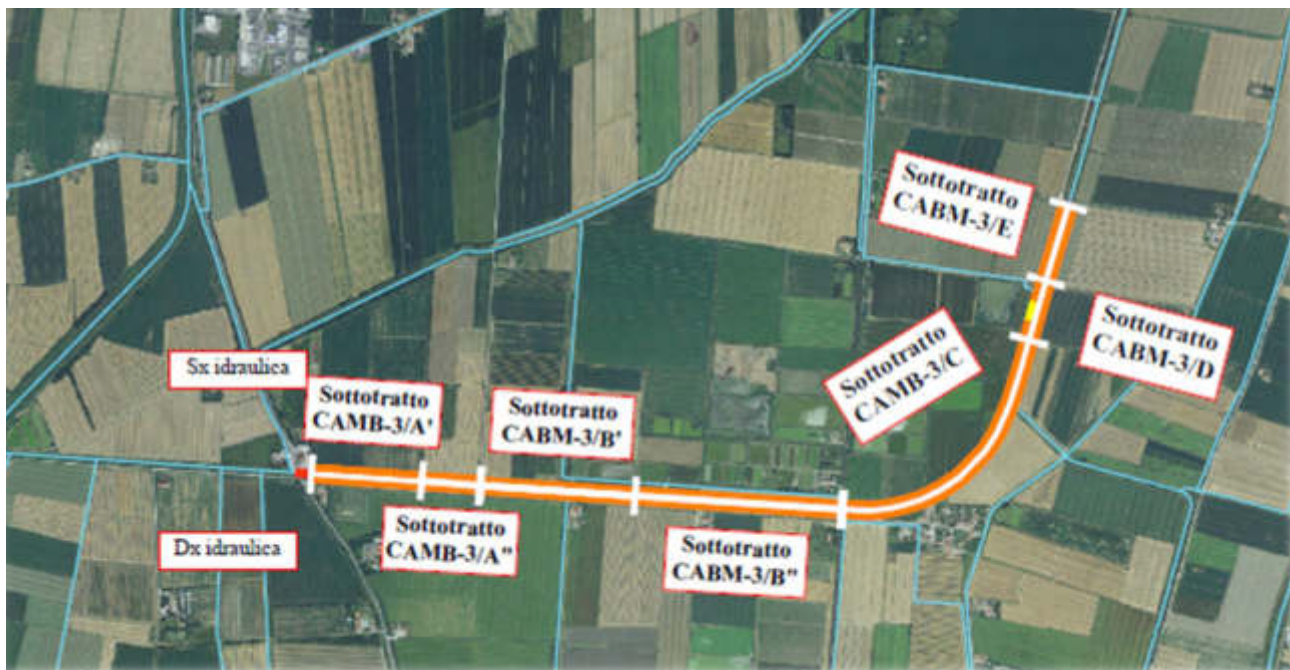 Sottotratto
CABM-3/E
Sottotratto
CABM-3/D
Sottotratto
CAMB-3/C
Sx idraulica
Sottotratto
CAMB-3/A'
Sottotratto
CABM-3/B'
Dx idraulica
Sottotratto
CAMB-3/A"
Sottotratto
CABM-3/B"